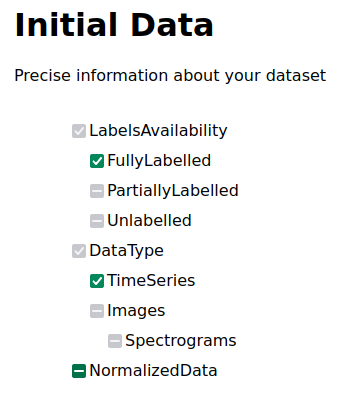 Initial Data
Precise information about your dataset
LabelsAvailability
FullyLabelled
PartiallyLabelled
Unlabelled
DataType
TimeSeries
Images
Spectrograms
NormalizedData